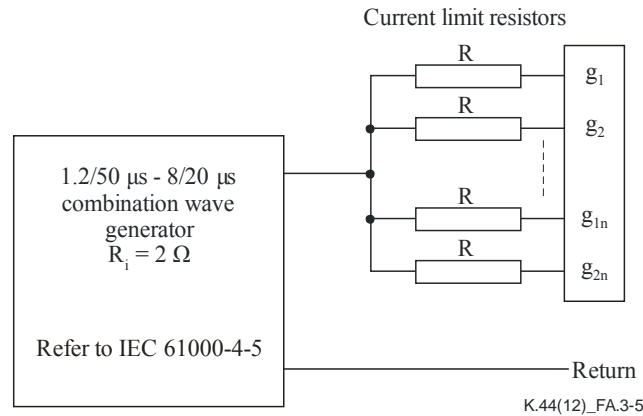 Current limit resistors
R
g1
R
g2
1.2/50 μs - 8/20 μs
combination wave
generator
Ri = 2 Ω
R
g1n
R
g2n
Refer to IEC 61000-4-5
Return
K.44(12)_FA.3-5